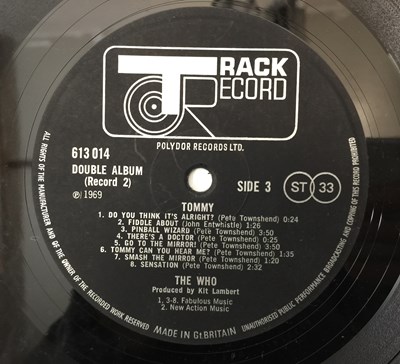 TRACK
RECORD
POLYDOR RECORDS LTD.
613 014
DOUBLE ALBUM
(Record 2)
℗ 1969
SIDE 3
ST 33
TOMMY
1. DO YOU THINK IT'S ALRIGHT? (Pete Townshend) 0:24
2. FIDDLE ABOUT (John Entwhistle) 1:26
3. PINBALL WIZARD (Pete Townshend) 3:50
4. THERE'S A DOCTOR (Pete Townshend) 0:25
5. GO TO THE MIRROR! (Pete Townshend) 3:50
6. TOMMY CAN YOU HEAR ME? (Pete Townshend) 1:35
7. SMASH THE MIRROR (Pete Townshend) 1:20
8. SENSATION (Pete Townshend) 2:32
THE WHO
Produced by Kit Lambert
1, 3-8. Fabulous Music
2. New Action Music
ALL RIGHTS OF THE MANUFACTURER AND OF THE OWNER OF THE RECORDED WORK RESERVED
UNAUTHORISED PUBLIC PERFORMANCE BROADCASTING AND COPYING OF THIS RECORD PROHIBITED
MADE IN Gt. BRITAIN